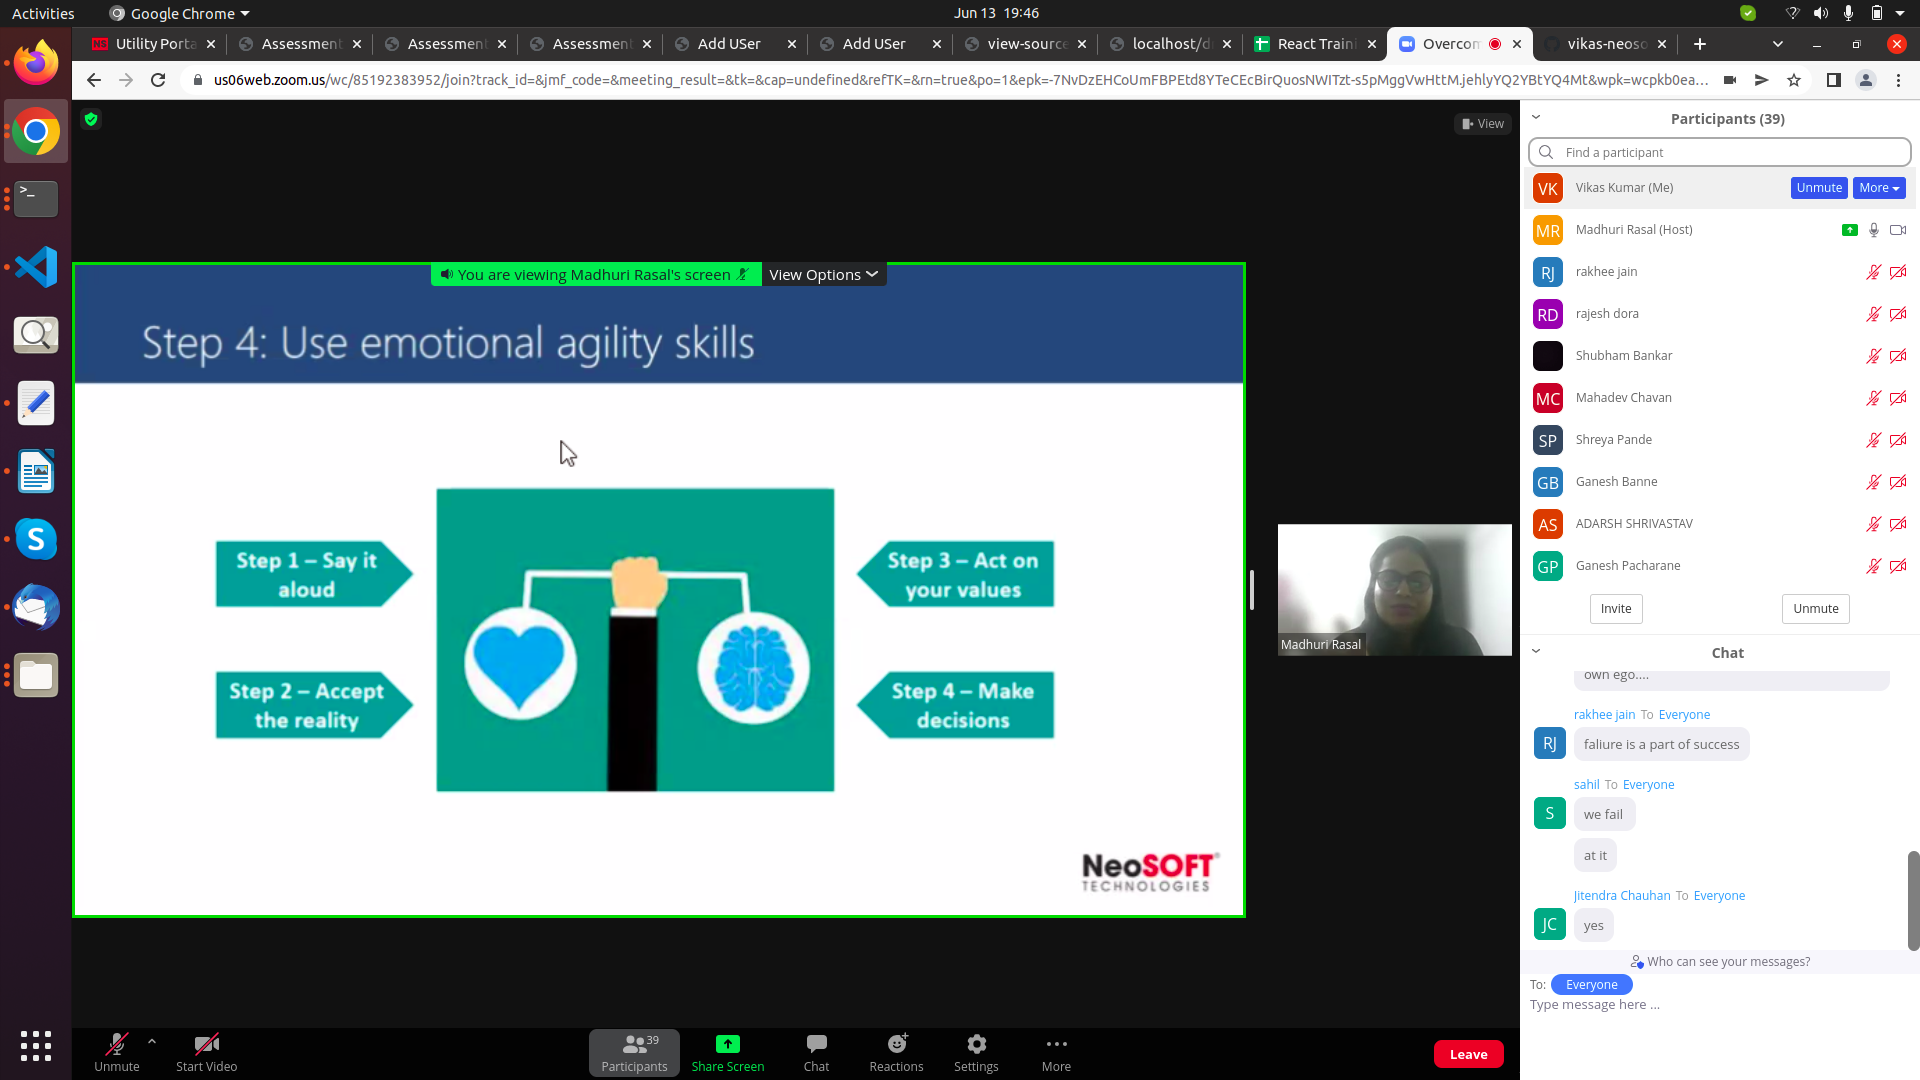 Activities
Google Chrome
Jun 13 19:46
Utility Porta
Assessment
Assessment
Assessment
Add USer
Add USer
view-source
localhost/d
React Traini
Overcom
vikas-neoso
us06web.zoom.us/wc/85192383952/join?track_id=&jmf_code=&meeting_result=&tk=&cap=undefined&refTK=&rn=true&po=1&epk=-7NvDzEHCoUmFBPEtd8YTeCEcBirQuosNWITzt-s5pMggVwHttM.jehlyYQ2YBtYQ4Mt&wpk=wcpkb0ea...
View
You are viewing Madhuri Rasal's screen
View Options
Step 4: Use emotional agility skills
Step 1 – Say it
aloud
Step 2 – Accept
the reality
Step 3 – Act on
your values
Step 4 – Make
decisions
NeoSOFT
TECHNOLOGIES
Madhuri Rasal
Participants (39)
Find a participant
VK
Vikas Kumar (Me)
Unmute
More
MR
Madhuri Rasal (Host)
RJ
rakhee jain
RD
rajesh dora
Shubham Bankar
MC
Mahadev Chavan
SP
Shreya Pande
GB
Ganesh Banne
AS
ADARSH SHRIVASTAV
GP
Ganesh Pacharane
Invite
Unmute
Chat
own ego....
rakhee jain To Everyone
RJ
faliure is a part of success
sahil To Everyone
S
we fail
at it
Jitendra Chauhan To Everyone
JC
yes
Who can see your messages?
To: Everyone
Type message here ...
Unmute
Start Video
39
Participants
Share Screen
Chat
Reactions
Settings
More
Leave